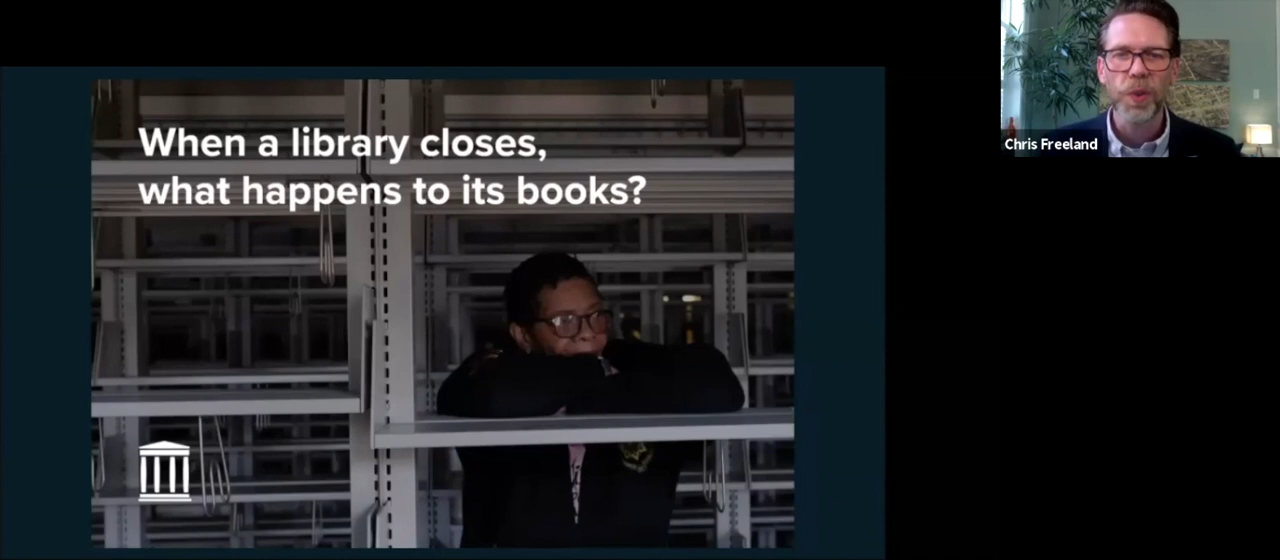 When a library closes,
what happens to its books?
Chris Freeland